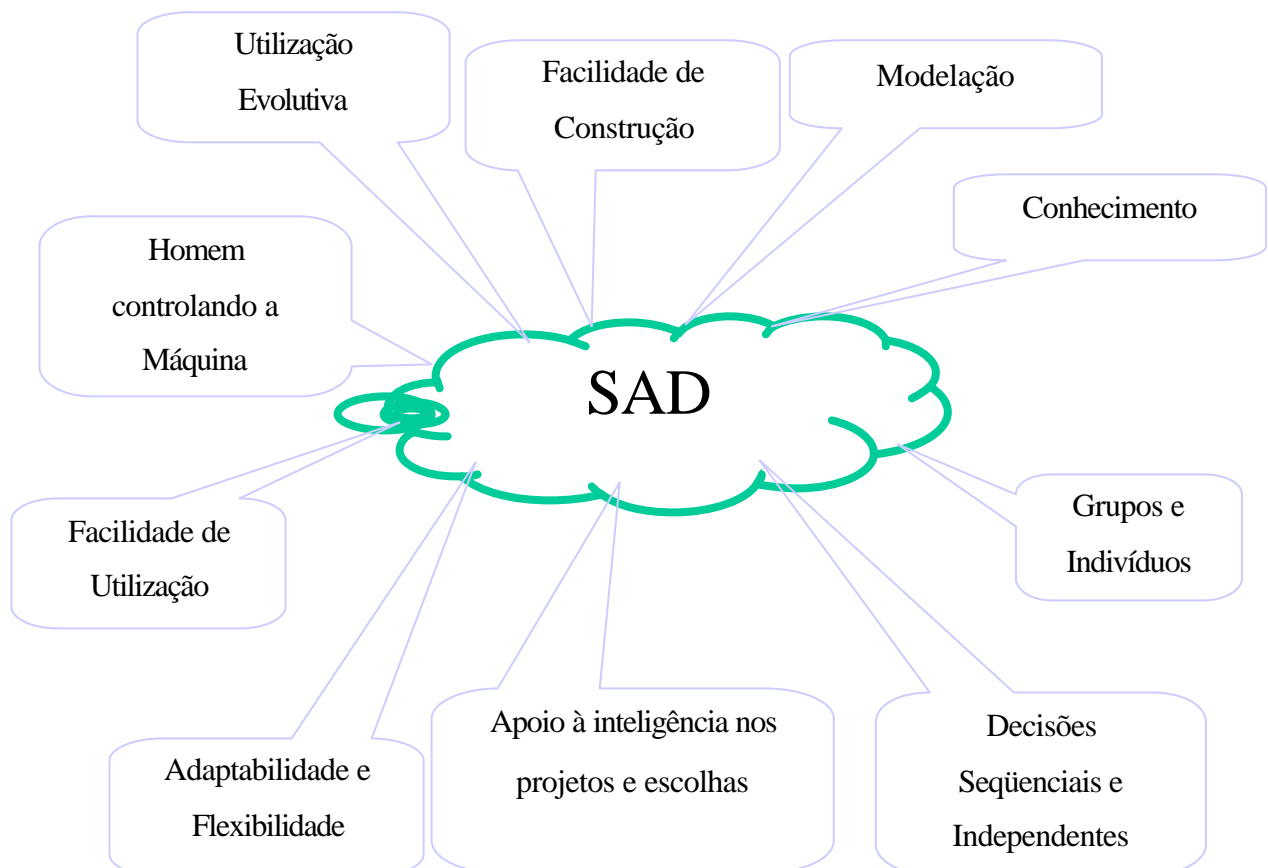 Utilização
Evolutiva
Facilidade de
Construção
Modelação
Conhecimento
Homem
controlando a
Máquina
SAD
Facilidade de
Utilização
Grupos e
Indivíduos
Adaptabilidade e
Flexibilidade
Apoio à inteligência nos
projetos e escolhas
Decisões
Seqüenciais e
Independentes